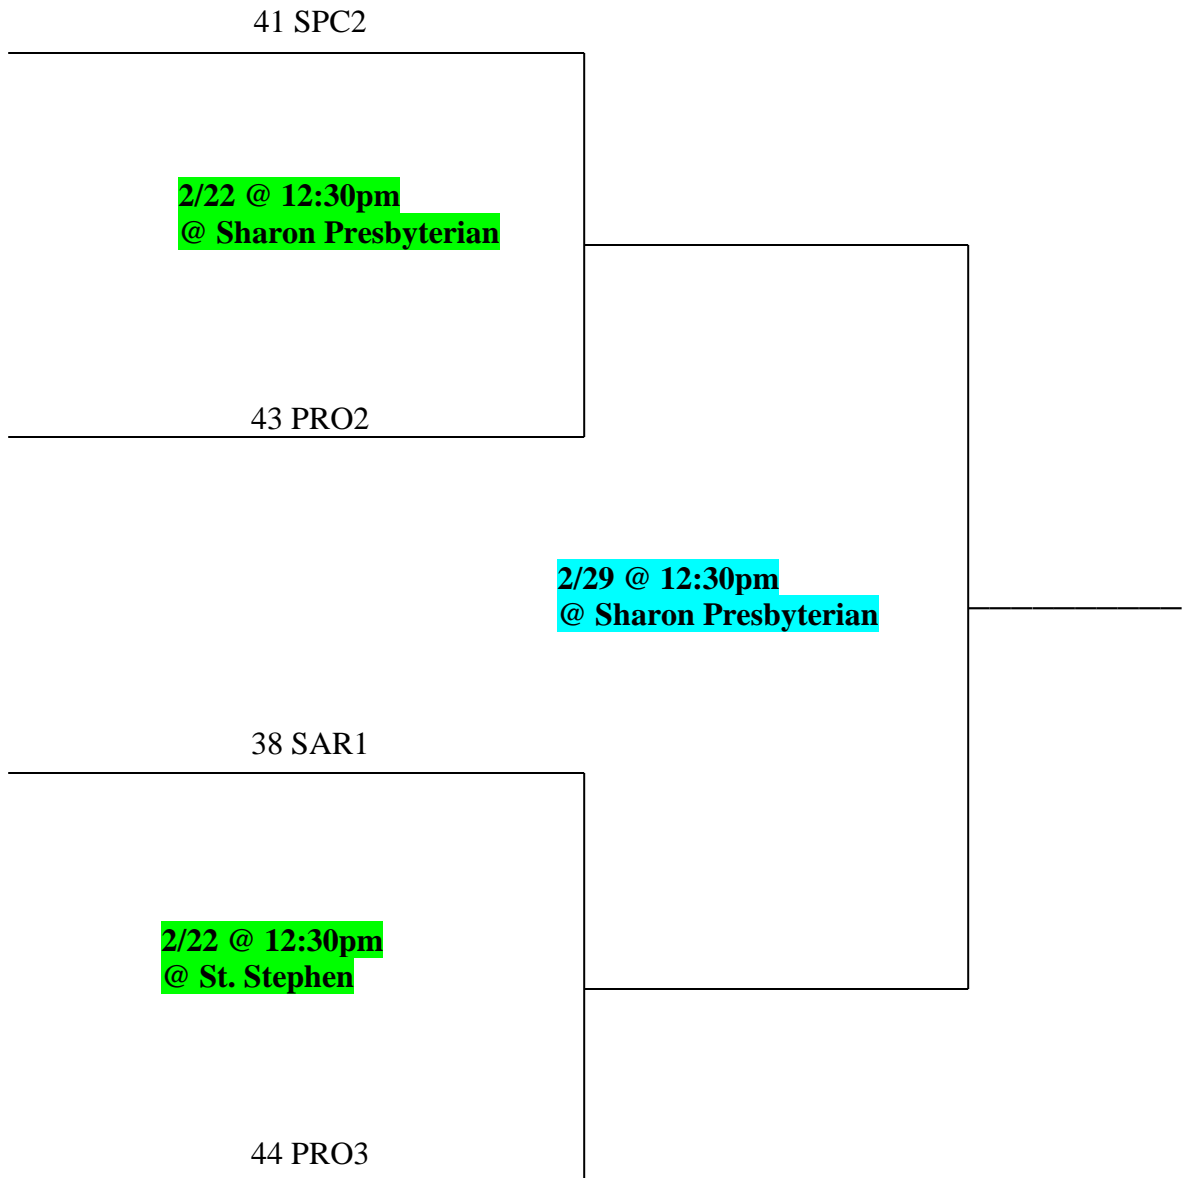 41 SPC2
2/22 @ 12:30pm
@ Sharon Presbyterian
43 PRO2
2/29 @ 12:30pm
@ Sharon Presbyterian
38 SAR1
2/22 @ 12:30pm
@ St. Stephen
44 PRO3